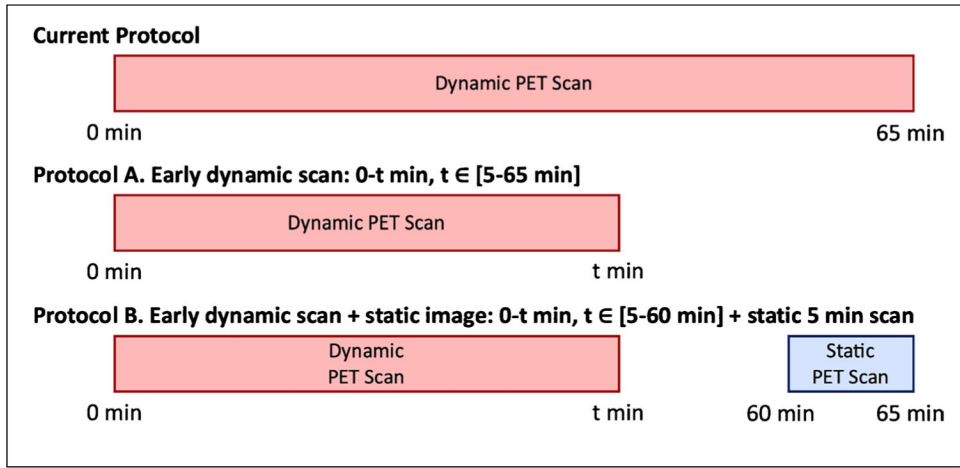 Current Protocol
Dynamic PET Scan
0 min 65 min
Protocol A. Early dynamic scan: 0-t min, t ∈ [5-65 min]
Dynamic PET Scan
0 min t min
Protocol B. Early dynamic scan + static image: 0-t min, t ∈ [5-60 min] + static 5 min scan
Dynamic Static
PET Scan PET Scan
0 min t min 60 min 65 min